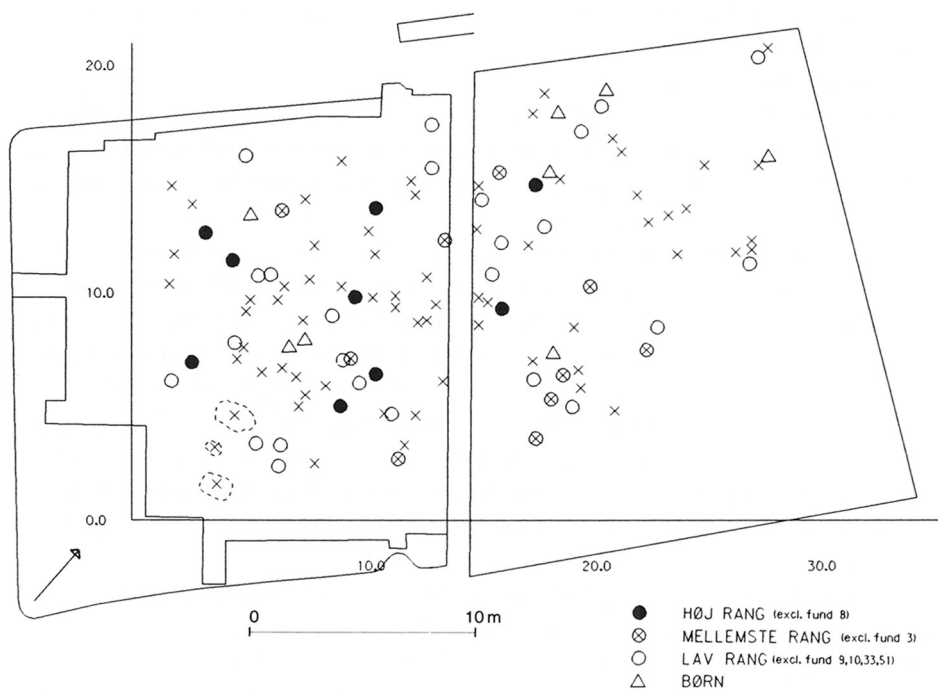 20.0
10.0
0.0
10.0
20.0
30.0
0
10 m
HØJ RANG (excl. fund 8)
MELLEMSTE RANG (excl. fund 3)
LAV RANG (excl. fund 9,10,33,51)
BØRN